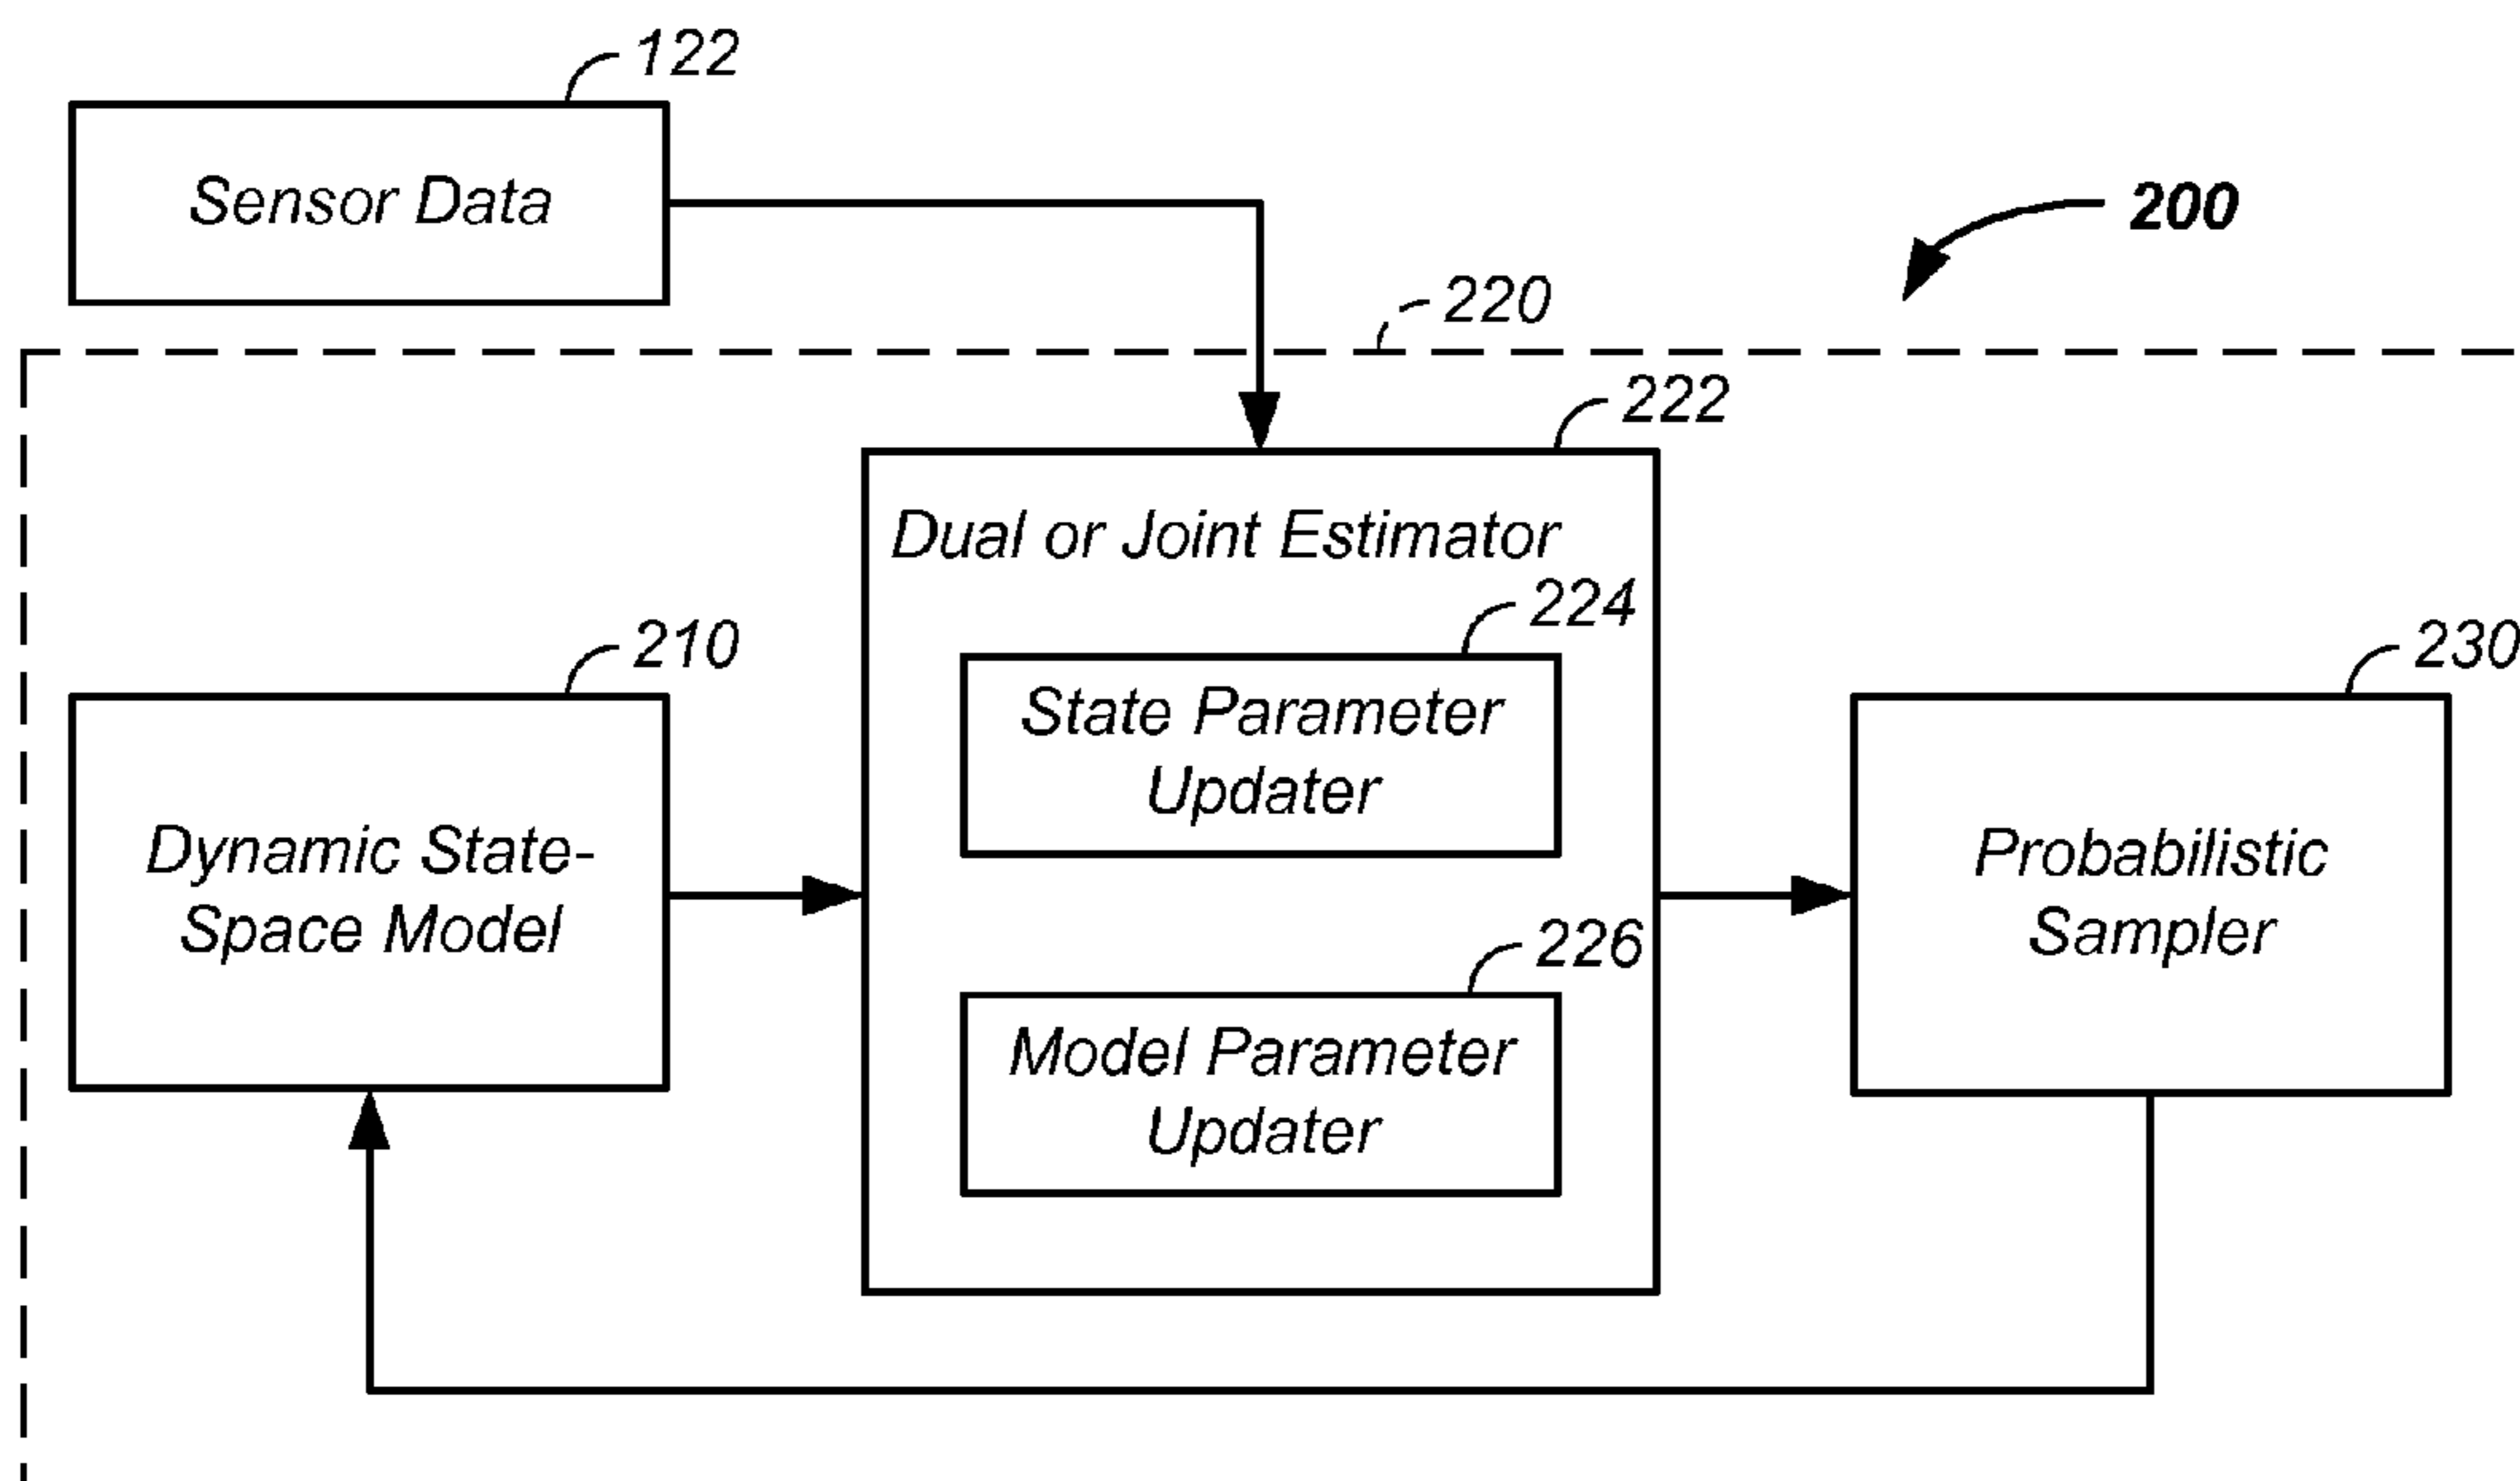 122
Sensor Data
200
220
222
Dual or Joint Estimator
224
State Parameter
Updater
210
Dynamic State-
Space Model
226
Model Parameter
Updater
230
Probabilistic
Sampler